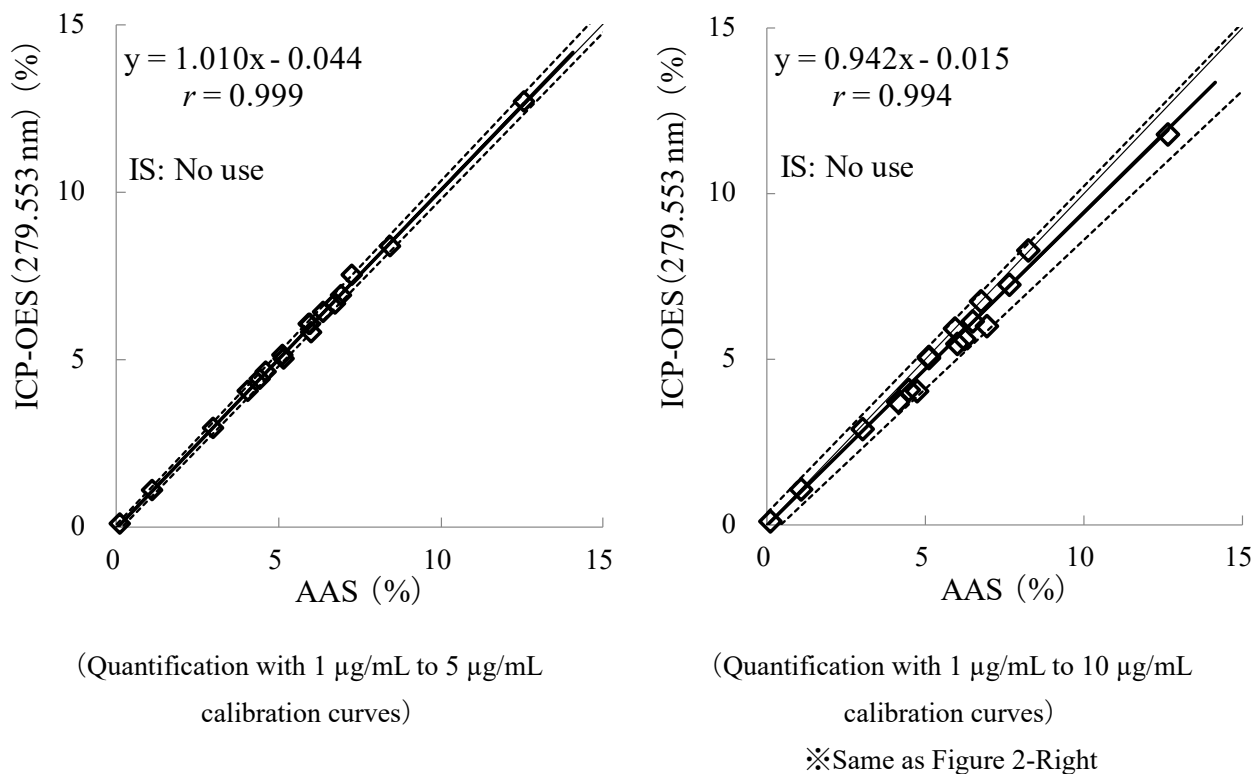 15
y = 1.010x - 0.044
r = 0.999
IS: No use
10
5
0
ICP-OES（279.553 nm）（%）
0 5 10 15
AAS（%）
（Quantification with 1 µg/mL to 5 µg/mL
calibration curves）
15
y = 0.942x - 0.015
r = 0.994
IS: No use
10
5
0
ICP-OES（279.553 nm）（%）
0 5 10 15
AAS（%）
（Quantification with 1 µg/mL to 10 µg/mL
calibration curves）
※Same as Figure 2-Right